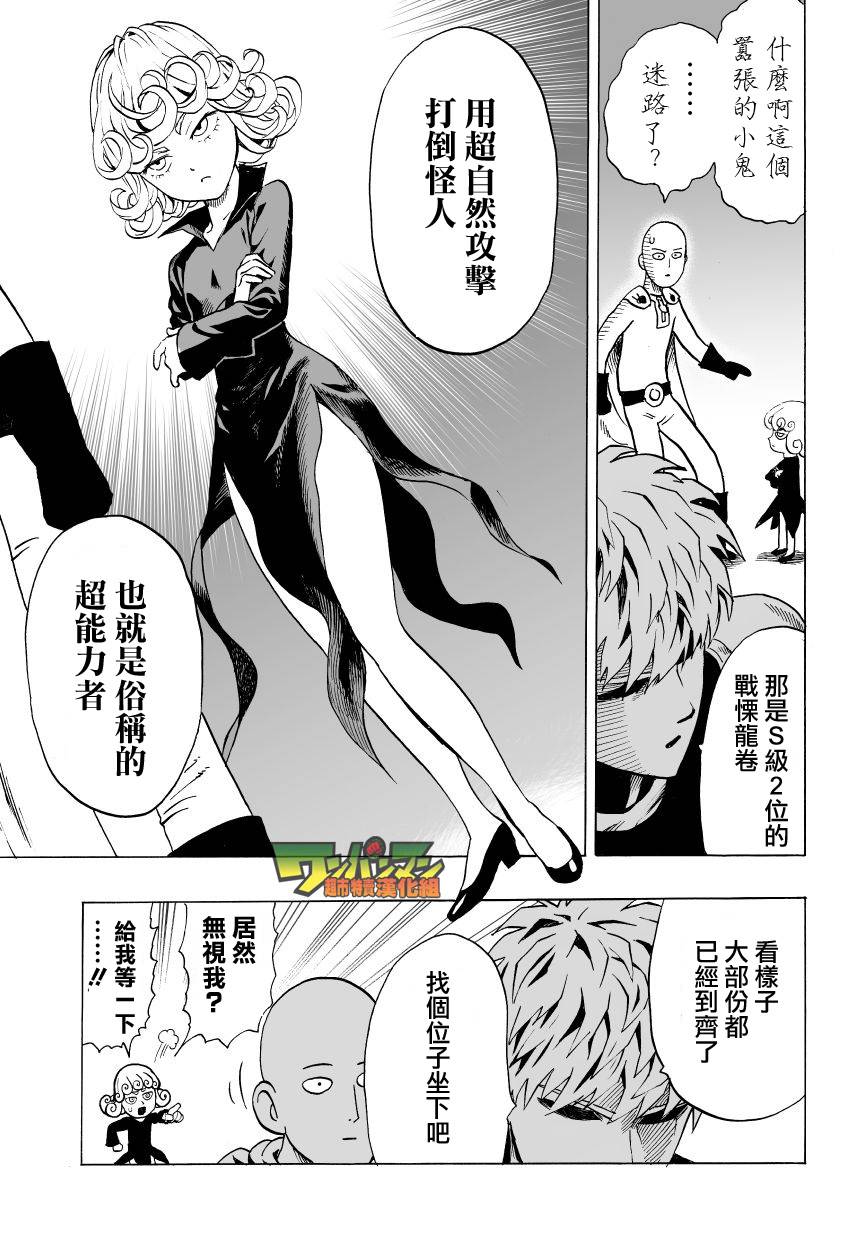 什麼啊這個
囂張的小鬼
……
迷路了？
那是S級2位的
戰慄龍卷
用超自然攻擊
打倒怪人
也就是俗稱的
超能力者
ワンパンマン
超市特賣漢化組
看樣子
大部份都
已經到齊了
找個位子坐下吧
居然
無視我？
給我等一下
……!!